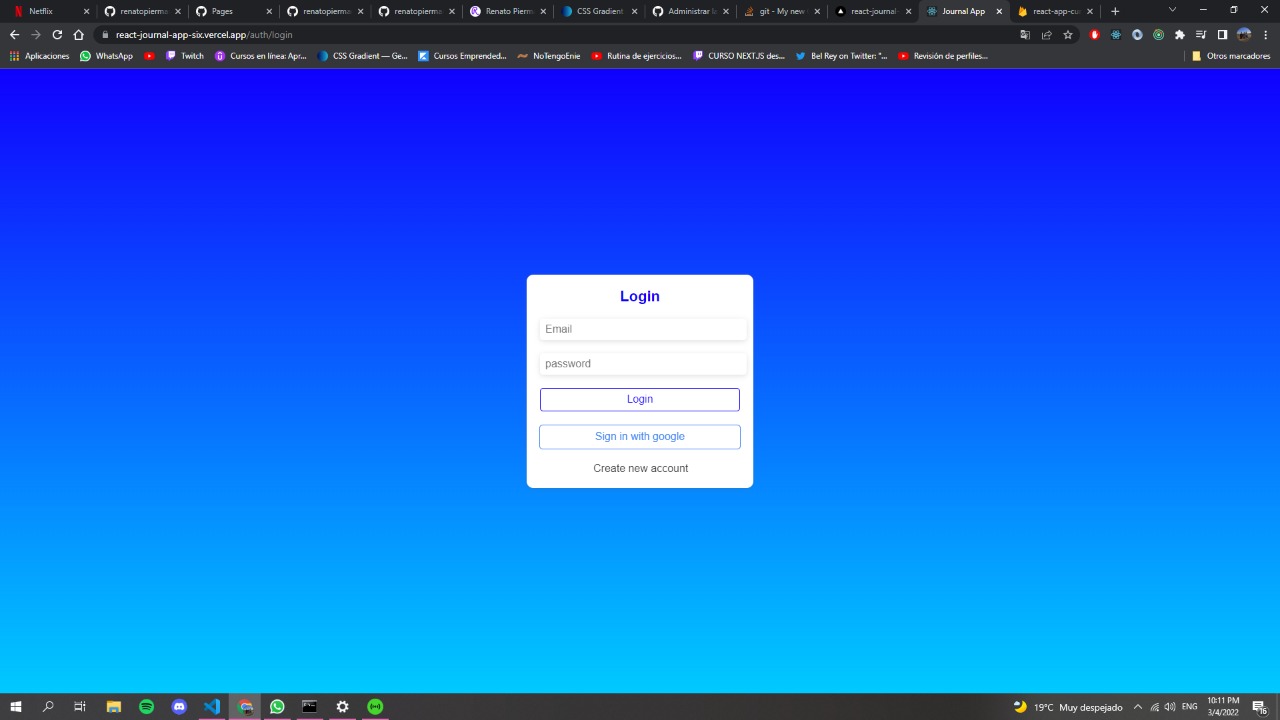 Netflix
renatopierma
Pages
renatopierma
renatopierma
Renato Pierm
CSS Gradient
Administrar le
git - My new
react-journal-
Journal App
react-app-cu
react-journal-app-six.vercel.app/auth/login
Aplicaciones
WhatsApp
Twitch
Cursos en línea: Apr...
CSS Gradient — Ge...
Cursos Emprended...
NoTengoEnie
Rutina de ejercicios...
CURSO NEXTJS des...
Bel Rey on Twitter: "...
Revisión de perfiles...
Otros marcadores
Login
Email
password
Login
Sign in with google
Create new account
19°C Muy despejado
ENG
10:11 PM
3/4/2022